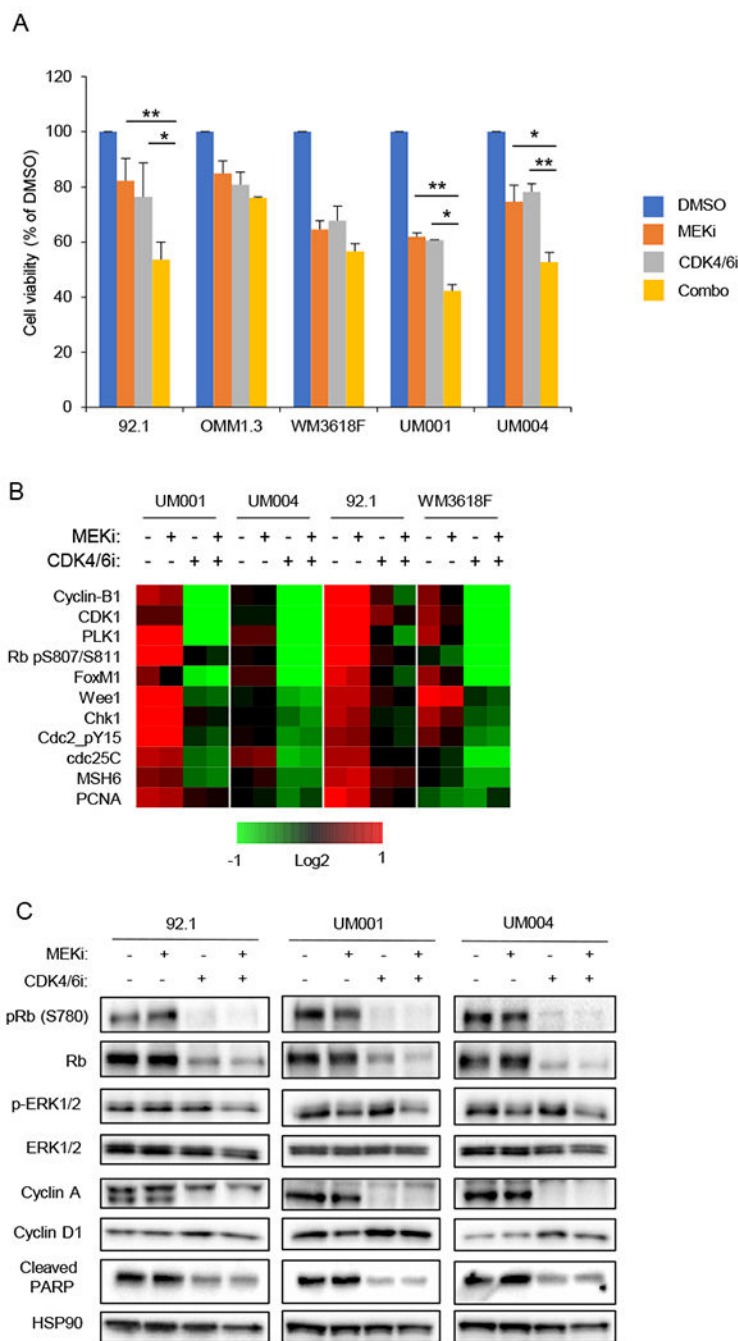 A
120
100
80
60
40
20
0
Cell viability (% of DMSO)
** * ** * * **
92.1 OMM1.3 WM3618F UM001 UM004
DMSO
MEKi
CDK4/6i
Combo
B
UM001 UM004 92.1 WM3618F
MEKi: - + - + - + - + - + - + - + - +
CDK4/6i: - - + + - - + + - - + + - - + +
Cyclin-B1
CDK1
PLK1
Rb pS807/S811
FoxM1
Wee1
Chk1
Cdc2_pY15
cdc25C
MSH6
PCNA
-1 Log2 1
C
92.1 UM001 UM004
MEKi: - + - + - + - + - + - +
CDK4/6i: - - + + - - + + - - + +
pRb (S780)
Rb
p-ERK1/2
ERK1/2
Cyclin A
Cyclin D1
Cleaved
PARP
HSP90